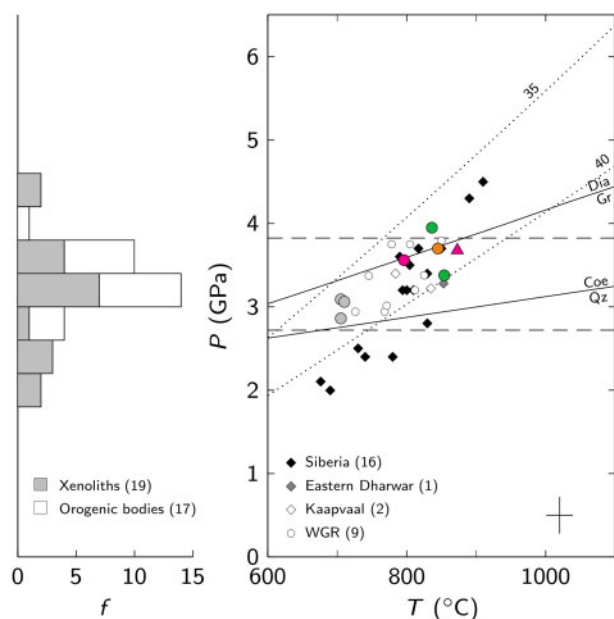 6
5
4
3
2
1
0
P (GPa)
35
40
Dia
Gr
Coe
Qz
Xenoliths (19)
Orogenic bodies (17)
Siberia (16)
Eastern Dharwar (1)
Kaapvaal (2)
WGR (9)
0 5 10 15
600 800 1000
f
T (°C)